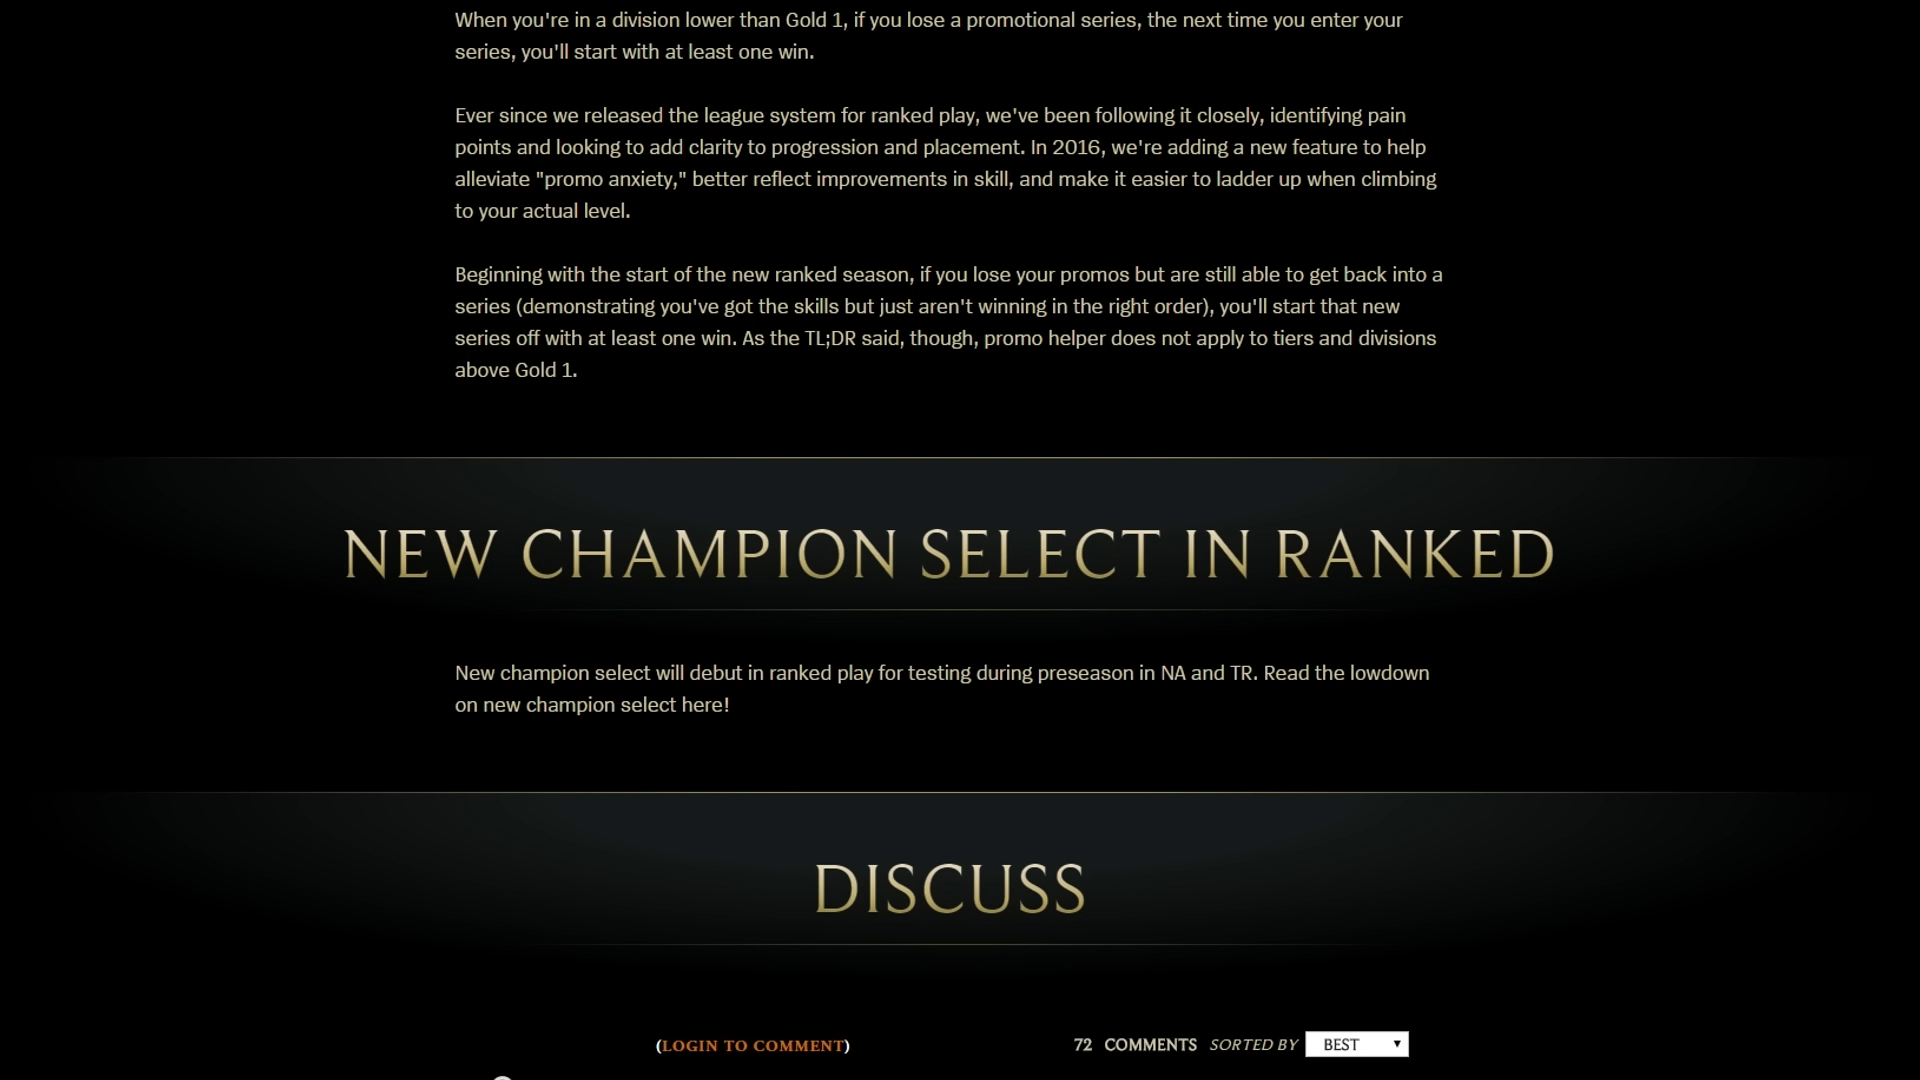 When you're in a division lower than Gold 1, if you lose a promotional series, the next time you enter your
series, you'll start with at least one win.
Ever since we released the league system for ranked play, we've been following it closely, identifying pain
points and looking to add clarity to progression and placement. In 2016, we're adding a new feature to help
alleviate "promo anxiety," better reflect improvements in skill, and make it easier to ladder up when climbing
to your actual level.
Beginning with the start of the new ranked season, if you lose your promos but are still able to get back into a
series (demonstrating you've got the skills but just aren't winning in the right order), you'll start that new
series off with at least one win. As the TL;DR said, though, promo helper does not apply to tiers and divisions
above Gold 1.
NEW CHAMPION SELECT IN RANKED
New champion select will debut in ranked play for testing during preseason in NA and TR. Read the lowdown
on new champion select here!
DISCUSS
(LOGIN TO COMMENT) 72 COMMENTS SORTED BY BEST